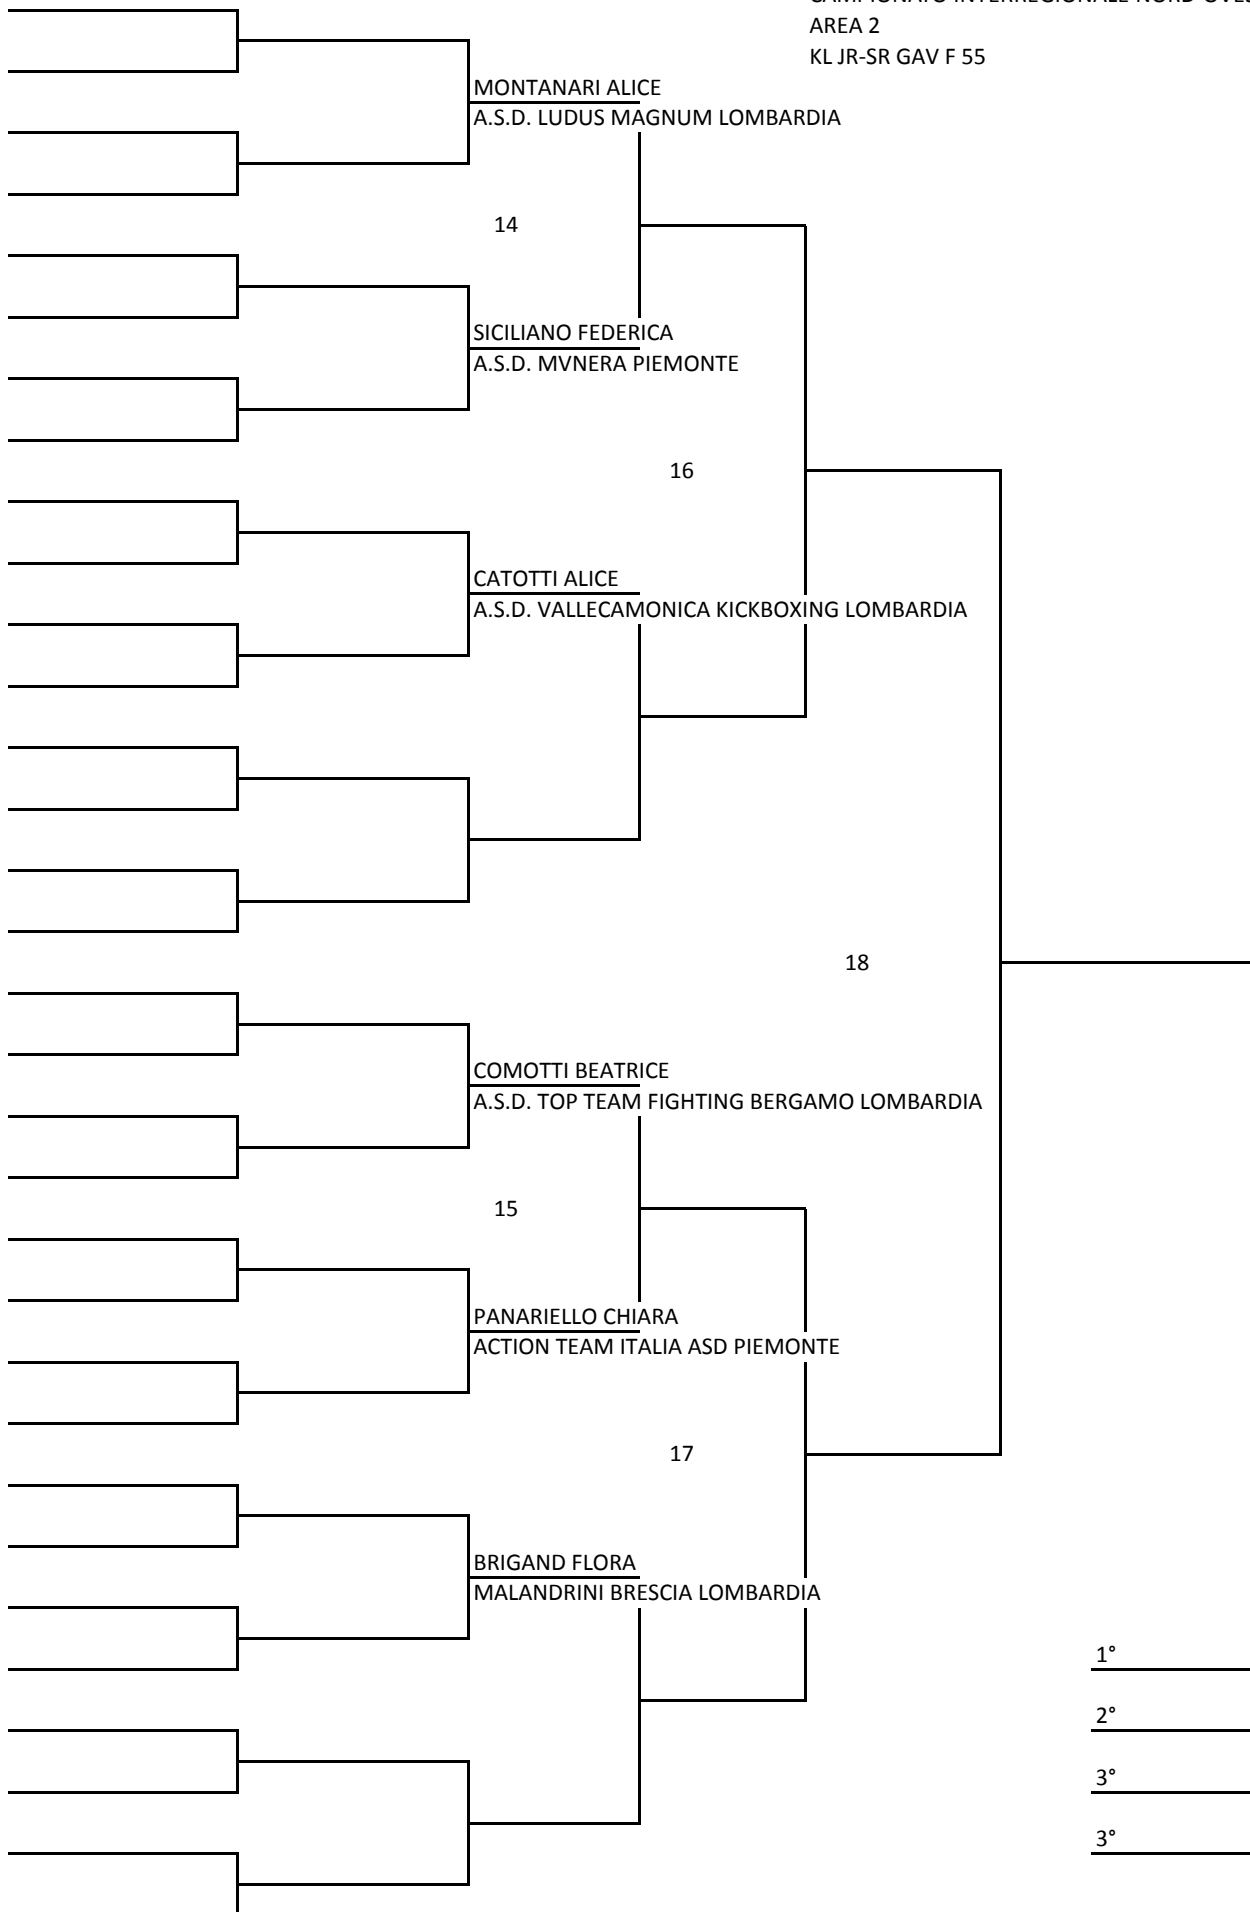 AREA 2
KL JR-SR GAV F 55
MONTANARI ALICE
A.S.D. LUDUS MAGNUM LOMBARDIA
14
SICILIANO FEDERICA
A.S.D. MVNERA PIEMONTE
16
CATOTTI ALICE
A.S.D. VALLECAMONICA KICKBOXING LOMBARDIA
18
COMOTTI BEATRICE
A.S.D. TOP TEAM FIGHTING BERGAMO LOMBARDIA
15
PANARIELLO CHIARA
ACTION TEAM ITALIA ASD PIEMONTE
17
BRIGAND FLORA
MALANDRINI BRESCIA LOMBARDIA
1°
2°
3°
3°